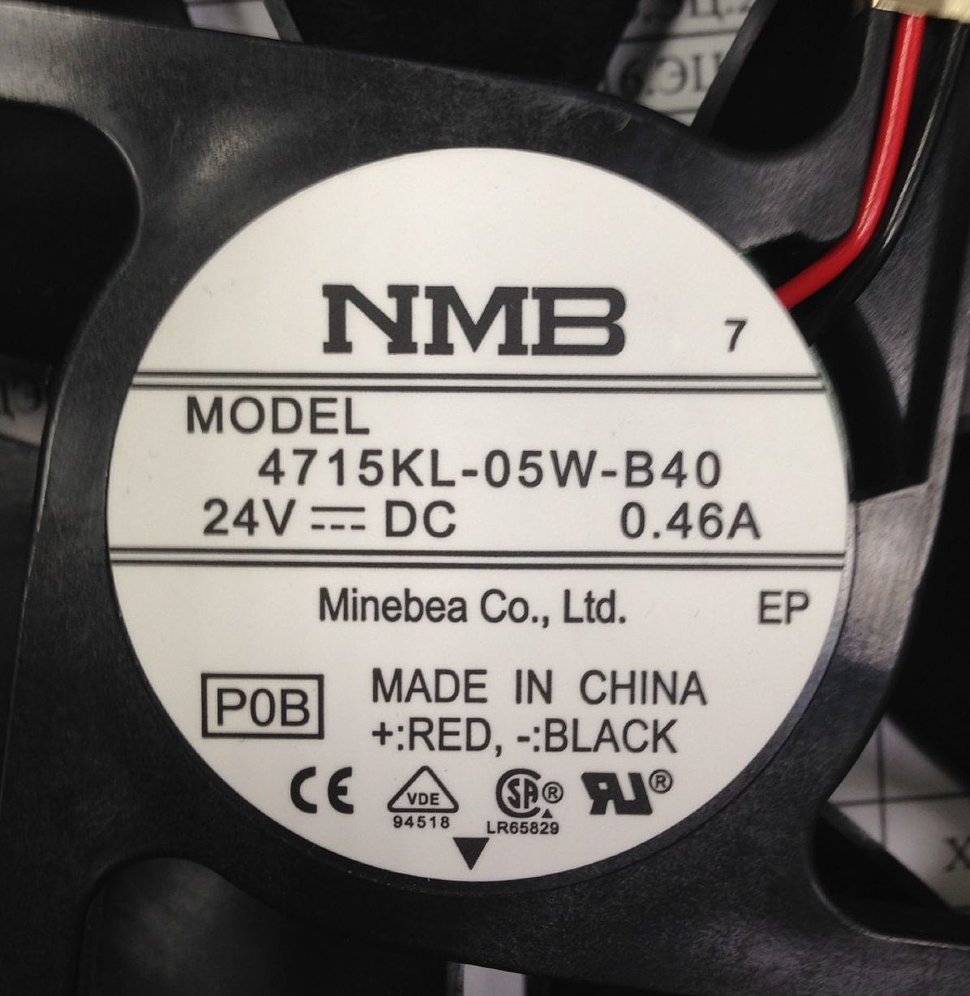 NMB
7
MODEL
4715KL-05W-B40
24V ⎓ DC 0.46A
Minebea Co., Ltd. EP
P0B
MADE IN CHINA
+:RED, -:BLACK
CE
VDE
94518
SA®
LR65829
RU®